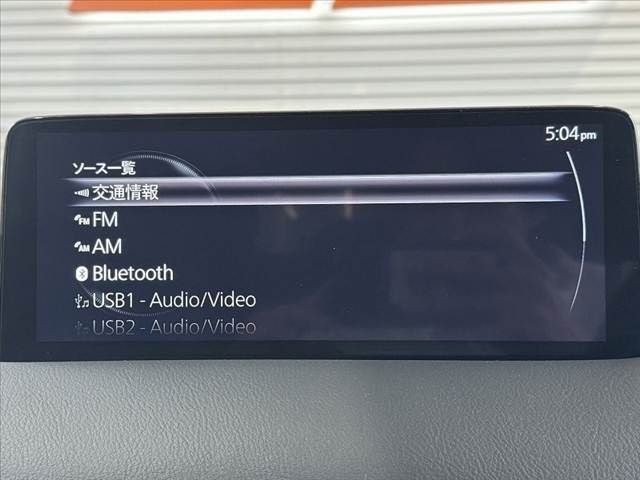 5:04pm
ソース一覧
交通情報
FM
AM
Bluetooth
USB1 - Audio/Video
USB2 - Audio/Video